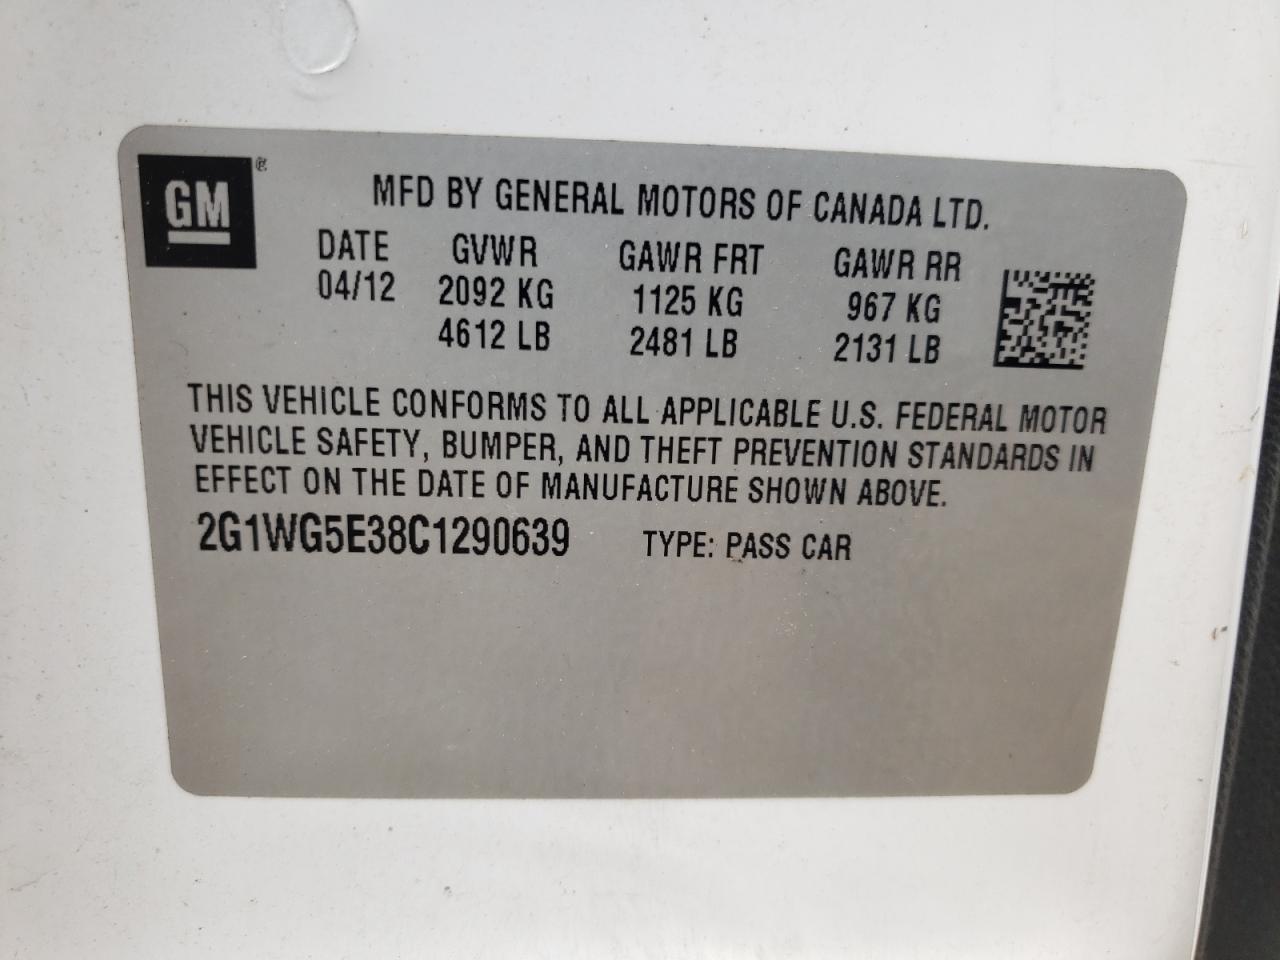 GM®
MFD BY GENERAL MOTORS OF CANADA LTD.
DATE GVWR GAWR FRT GAWR RR
04/12 2092 KG 1125 KG 967 KG
4612 LB 2481 LB 2131 LB
THIS VEHICLE CONFORMS TO ALL APPLICABLE U.S. FEDERAL MOTOR
VEHICLE SAFETY, BUMPER, AND THEFT PREVENTION STANDARDS IN
EFFECT ON THE DATE OF MANUFACTURE SHOWN ABOVE.
2G1WG5E38C1290639 TYPE: PASS CAR